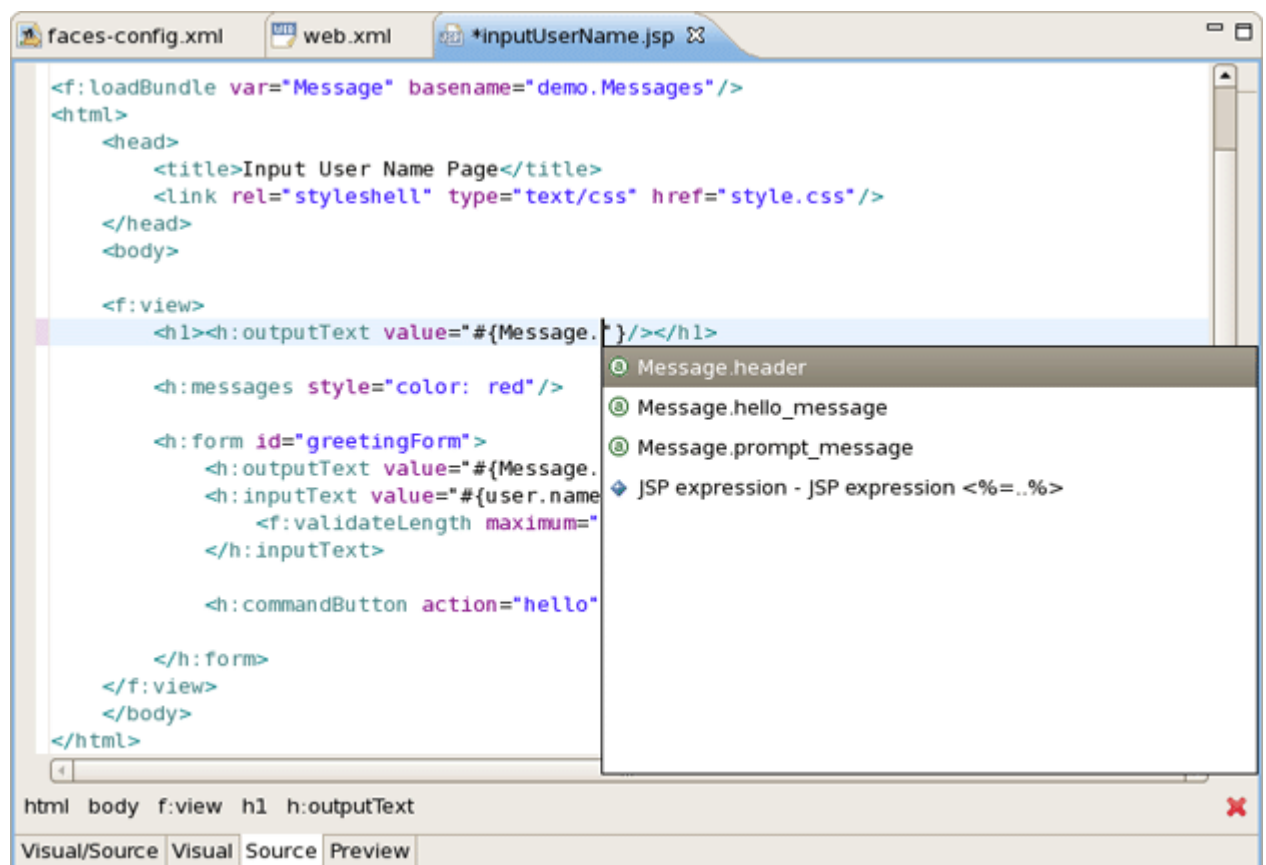 faces-config.xml web.xml *inputUserName.jsp
<f:loadBundle var="Message" basename="demo.Messages"/>
<html>
<head>
<title>Input User Name Page</title>
<link rel="styleshell" type="text/css" href="style.css"/>
</head>
<body>
<f:view>
<h1><h:outputText value="#{Message."}/></h1>
Message.header
<h:messages style="color: red"/>
Message.hello_message
Message.prompt_message
<h:form id="greetingForm">
<h:outputText value="#{Message.
JSP expression - JSP expression <%=..%>
<h:inputText value="#{user.name
<f:validateLength maximum="
</h:inputText>
<h:commandButton action="hello"
</h:form>
</f:view>
</body>
</html>
html body f:view h1 h:outputText
Visual/Source Visual Source Preview